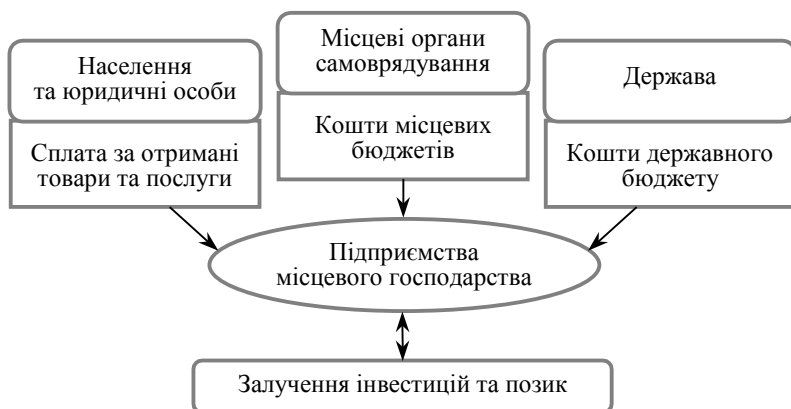 Населення
та юридичні особи
Сплата за отримані
товари та послуги
Місцеві органи
самоврядування
Кошти місцевих
бюджетів
Держава
Кошти державного
бюджету
Підприємства
місцевого господарства
Залучення інвестицій та позик